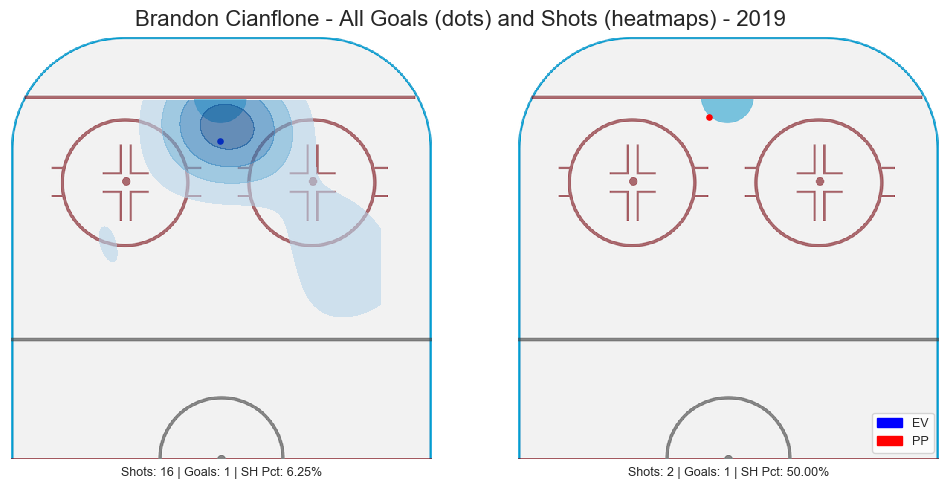 Brandon Cianflone - All Goals (dots) and Shots (heatmaps) - 2019
EV
PP
Shots: 16 | Goals: 1 | SH Pct: 6.25%
Shots: 2 | Goals: 1 | SH Pct: 50.00%